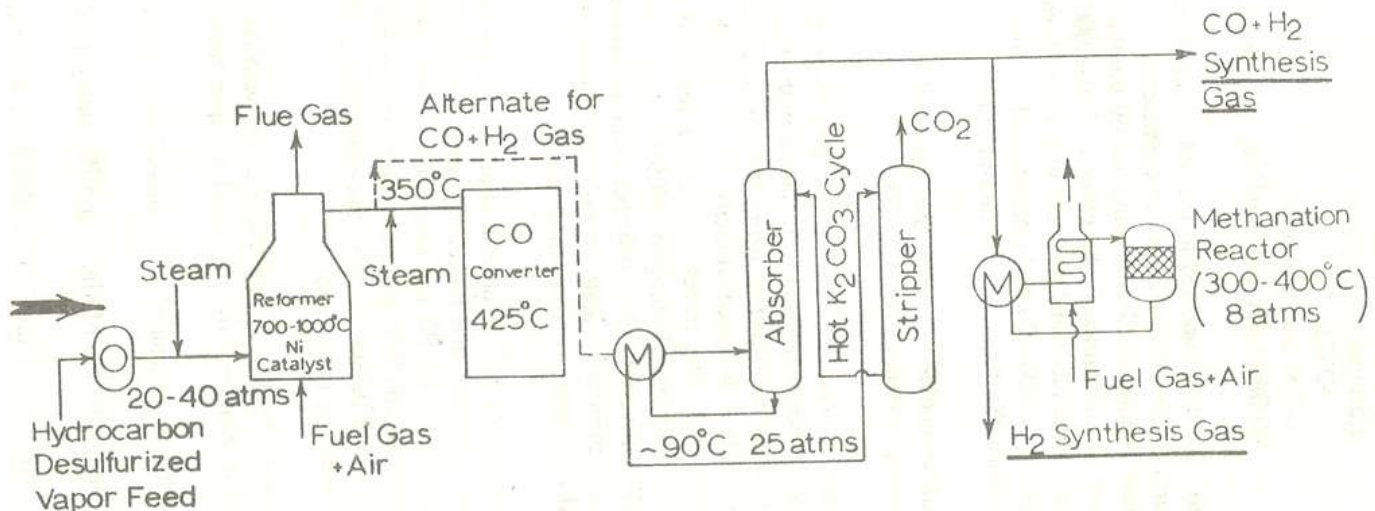 Hydrocarbon
Desulfurized
Vapor Feed
20-40 atms
Steam
Flue Gas
Reformer
700-1000°C
Ni
Catalyst
Fuel Gas
+Air
Alternate for
CO+H₂ Gas
350°C
Steam
CO
Converter
425°C
Absorber
Hot K₂CO₃ Cycle
Stripper
CO₂
~90°C 25 atms
CO+H₂
Synthesis
Gas
Methanation
Reactor
(300-400°C)
8 atms
Fuel Gas+Air
H₂ Synthesis Gas